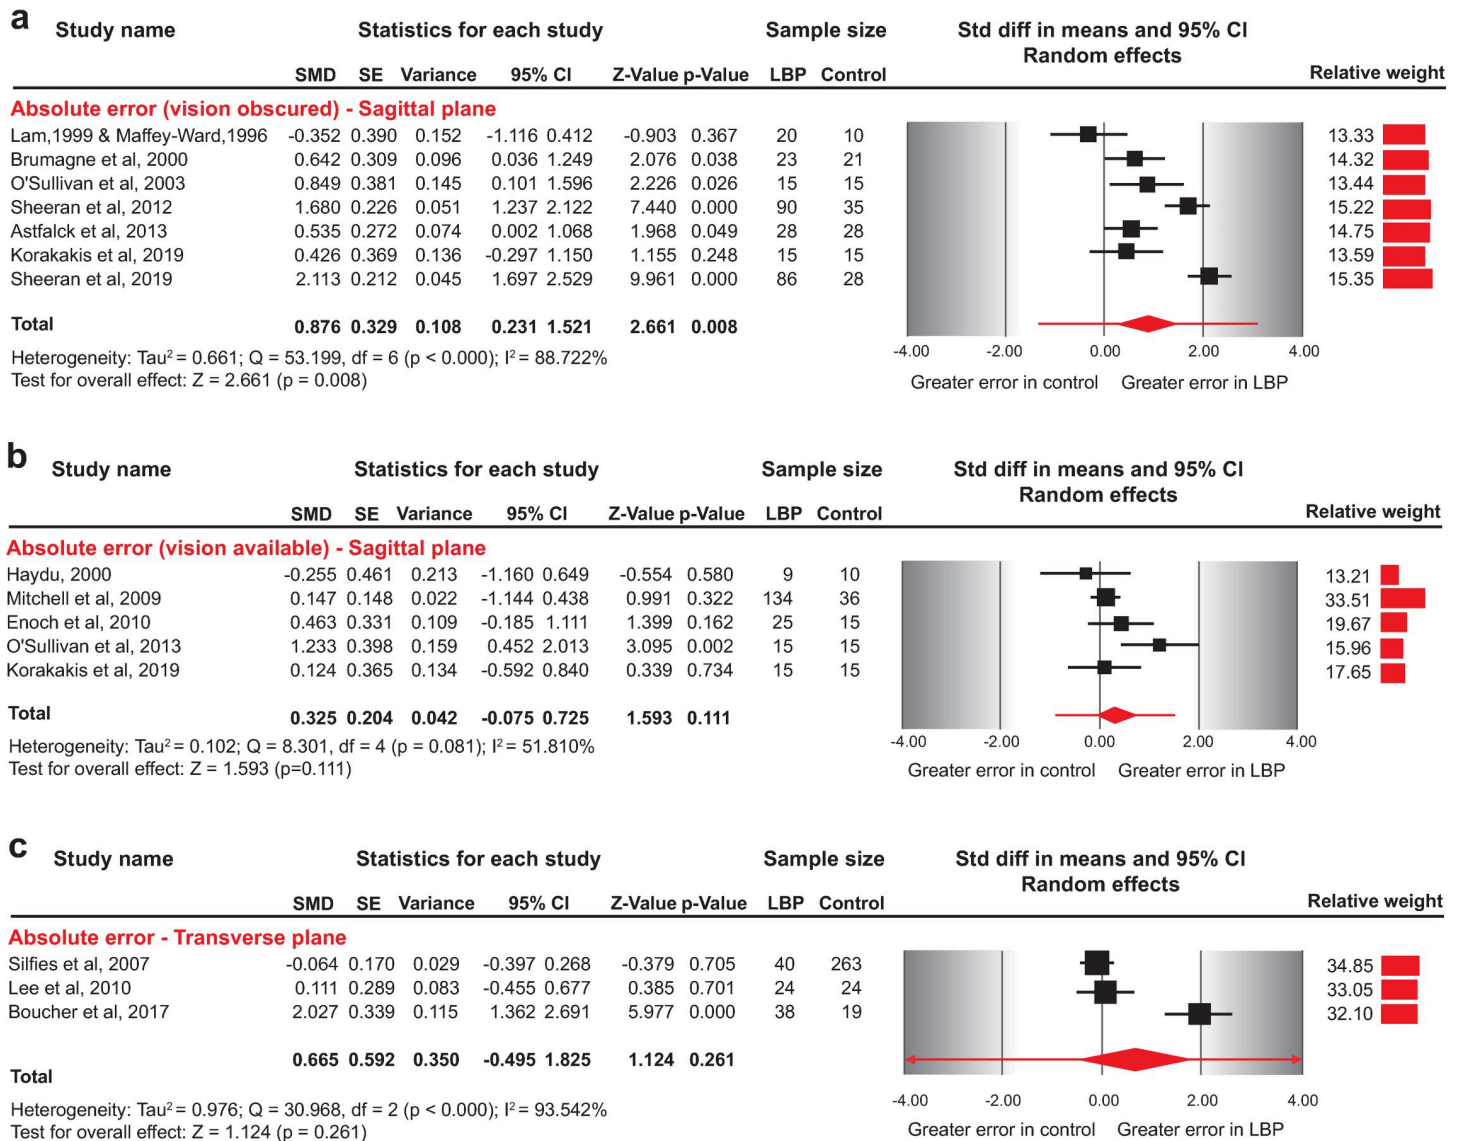 a
Study name Statistics for each study Sample size Std diff in means and 95% CI
Random effects
SMD SE Variance 95% CI Z-Value p-Value LBP Control Relative weight
Absolute error (vision obscured) - Sagittal plane
Lam,1999 & Maffey-Ward,1996 -0.352 0.390 0.152 -1.116 0.412 -0.903 0.367 20 10 13.33
Brumagne et al, 2000 0.642 0.309 0.096 0.036 1.249 2.076 0.038 23 21 14.32
O'Sullivan et al, 2003 0.849 0.381 0.145 0.101 1.596 2.226 0.026 15 15 13.44
Sheeran et al, 2012 1.680 0.226 0.051 1.237 2.122 7.440 0.000 90 35 15.22
Astfalck et al, 2013 0.535 0.272 0.074 0.002 1.068 1.968 0.049 28 28 14.75
Korakakis et al, 2019 0.426 0.369 0.136 -0.297 1.150 1.155 0.248 15 15 13.59
Sheeran et al, 2019 2.113 0.212 0.045 1.697 2.529 9.961 0.000 86 28 15.35
Total 0.876 0.329 0.108 0.231 1.521 2.661 0.008
Heterogeneity: Tau² = 0.661; Q = 53.199, df = 6 (p < 0.000); I² = 88.722%
Test for overall effect: Z = 2.661 (p = 0.008)
-4.00 -2.00 0.00 2.00 4.00
Greater error in control Greater error in LBP
b
Study name Statistics for each study Sample size Std diff in means and 95% CI
Random effects
SMD SE Variance 95% CI Z-Value p-Value LBP Control Relative weight
Absolute error (vision available) - Sagittal plane
Haydu, 2000 -0.255 0.461 0.213 -1.160 0.649 -0.554 0.580 9 10 13.21
Mitchell et al, 2009 0.147 0.148 0.022 -1.144 0.438 0.991 0.322 134 36 33.51
Enoch et al, 2010 0.463 0.331 0.109 -0.185 1.111 1.399 0.162 25 15 19.67
O'Sullivan et al, 2013 1.233 0.398 0.159 0.452 2.013 3.095 0.002 15 15 15.96
Korakakis et al, 2019 0.124 0.365 0.134 -0.592 0.840 0.339 0.734 15 15 17.65
Total 0.325 0.204 0.042 -0.075 0.725 1.593 0.111
Heterogeneity: Tau² = 0.102; Q = 8.301, df = 4 (p = 0.081); I² = 51.810%
Test for overall effect: Z = 1.593 (p=0.111)
-4.00 -2.00 0.00 2.00 4.00
Greater error in control Greater error in LBP
c
Study name Statistics for each study Sample size Std diff in means and 95% CI
Random effects
SMD SE Variance 95% CI Z-Value p-Value LBP Control Relative weight
Absolute error - Transverse plane
Silfies et al, 2007 -0.064 0.170 0.029 -0.397 0.268 -0.379 0.705 40 263 34.85
Lee et al, 2010 0.111 0.289 0.083 -0.455 0.677 0.385 0.701 24 24 33.05
Boucher et al, 2017 2.027 0.339 0.115 1.362 2.691 5.977 0.000 38 19 32.10
0.665 0.592 0.350 -0.495 1.825 1.124 0.261
Total
Heterogeneity: Tau² = 0.976; Q = 30.968, df = 2 (p < 0.000); I² = 93.542%
Test for overall effect: Z = 1.124 (p = 0.261)
-4.00 -2.00 0.00 2.00 4.00
Greater error in control Greater error in LBP